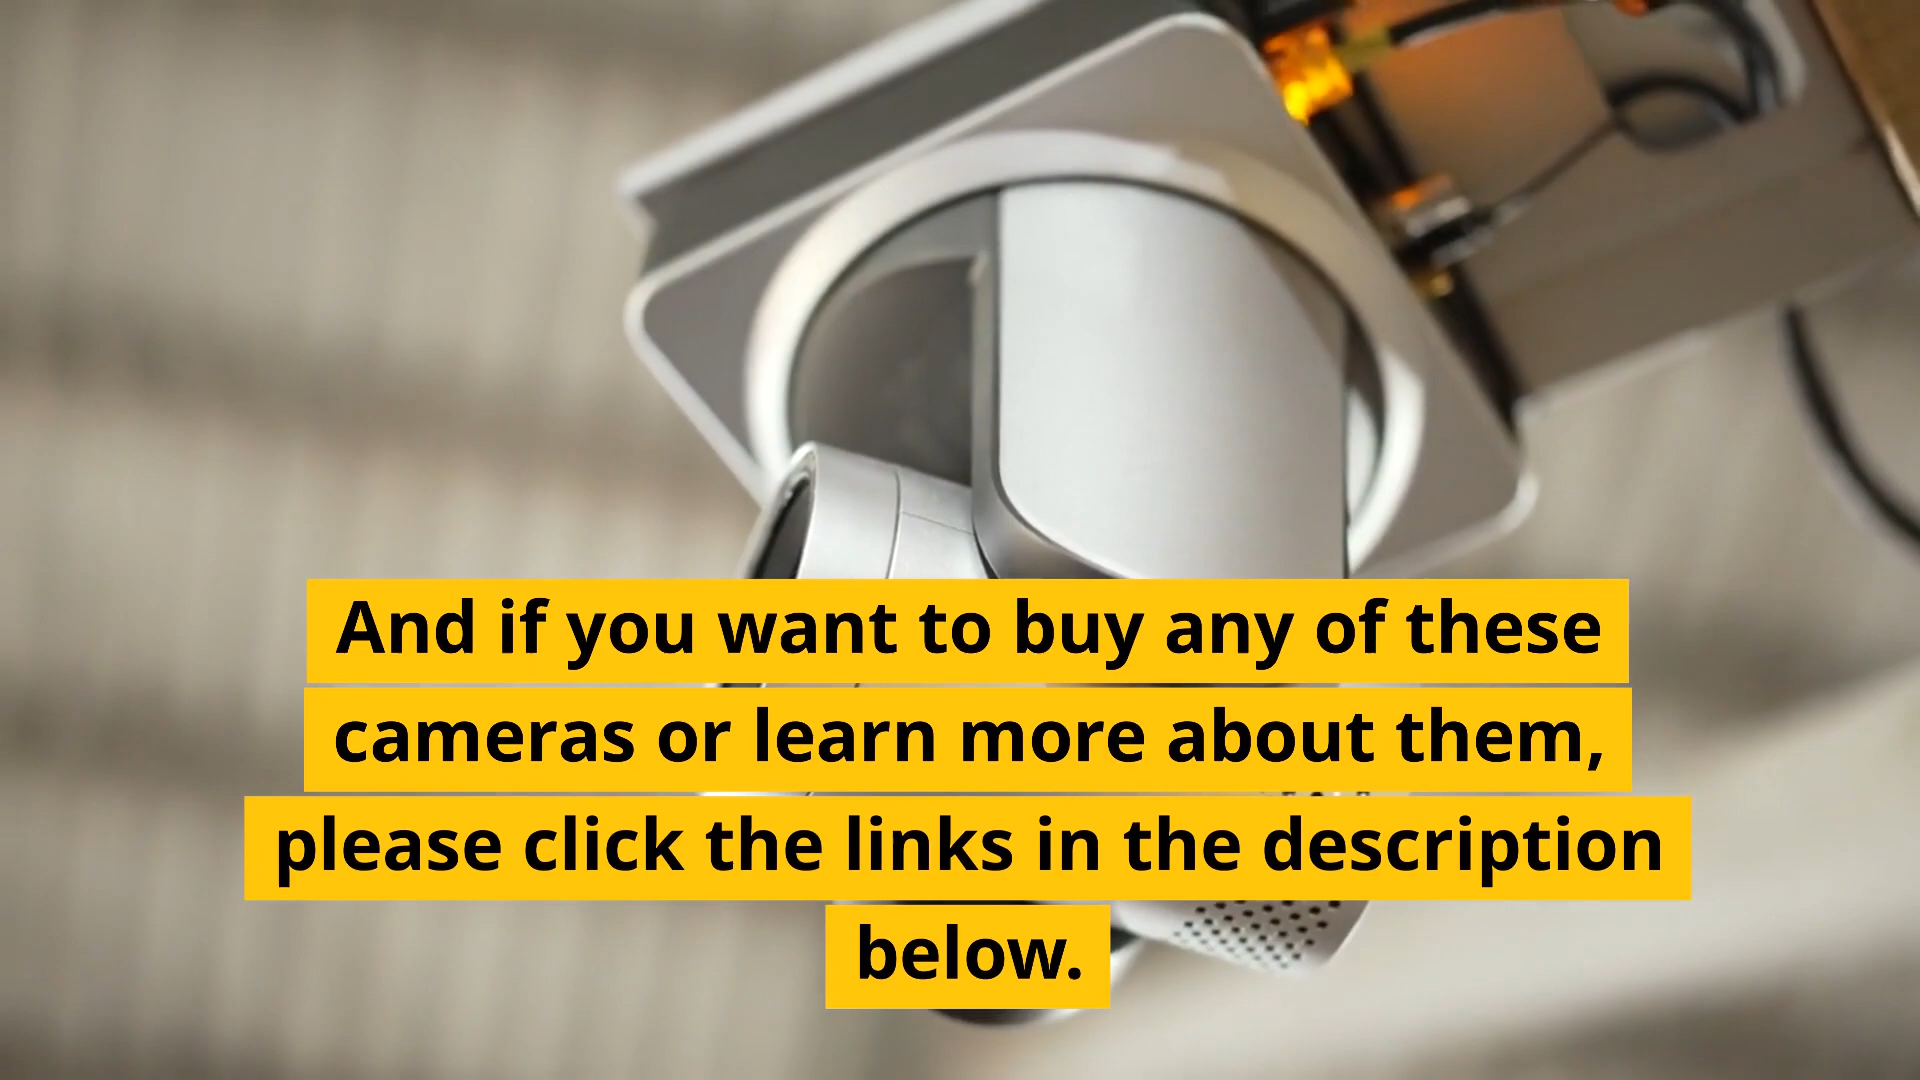 And if you want to buy any of these
cameras or learn more about them,
please click the links in the description
below.